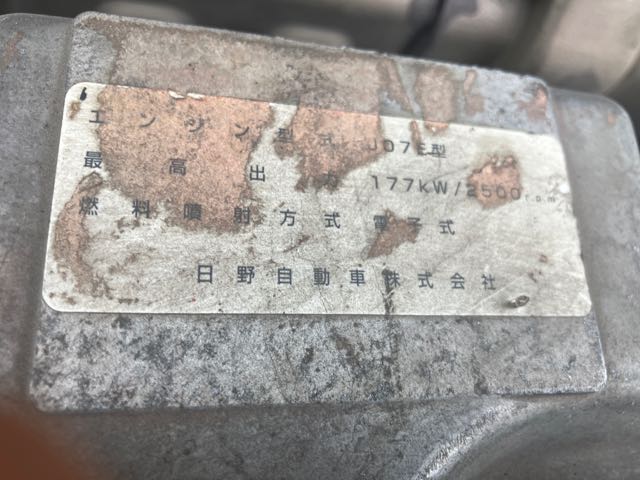 エンジン型式 J07E型
最高出力 177kW/2500rpm
燃料噴射方式 電子式
日野自動車株式会社